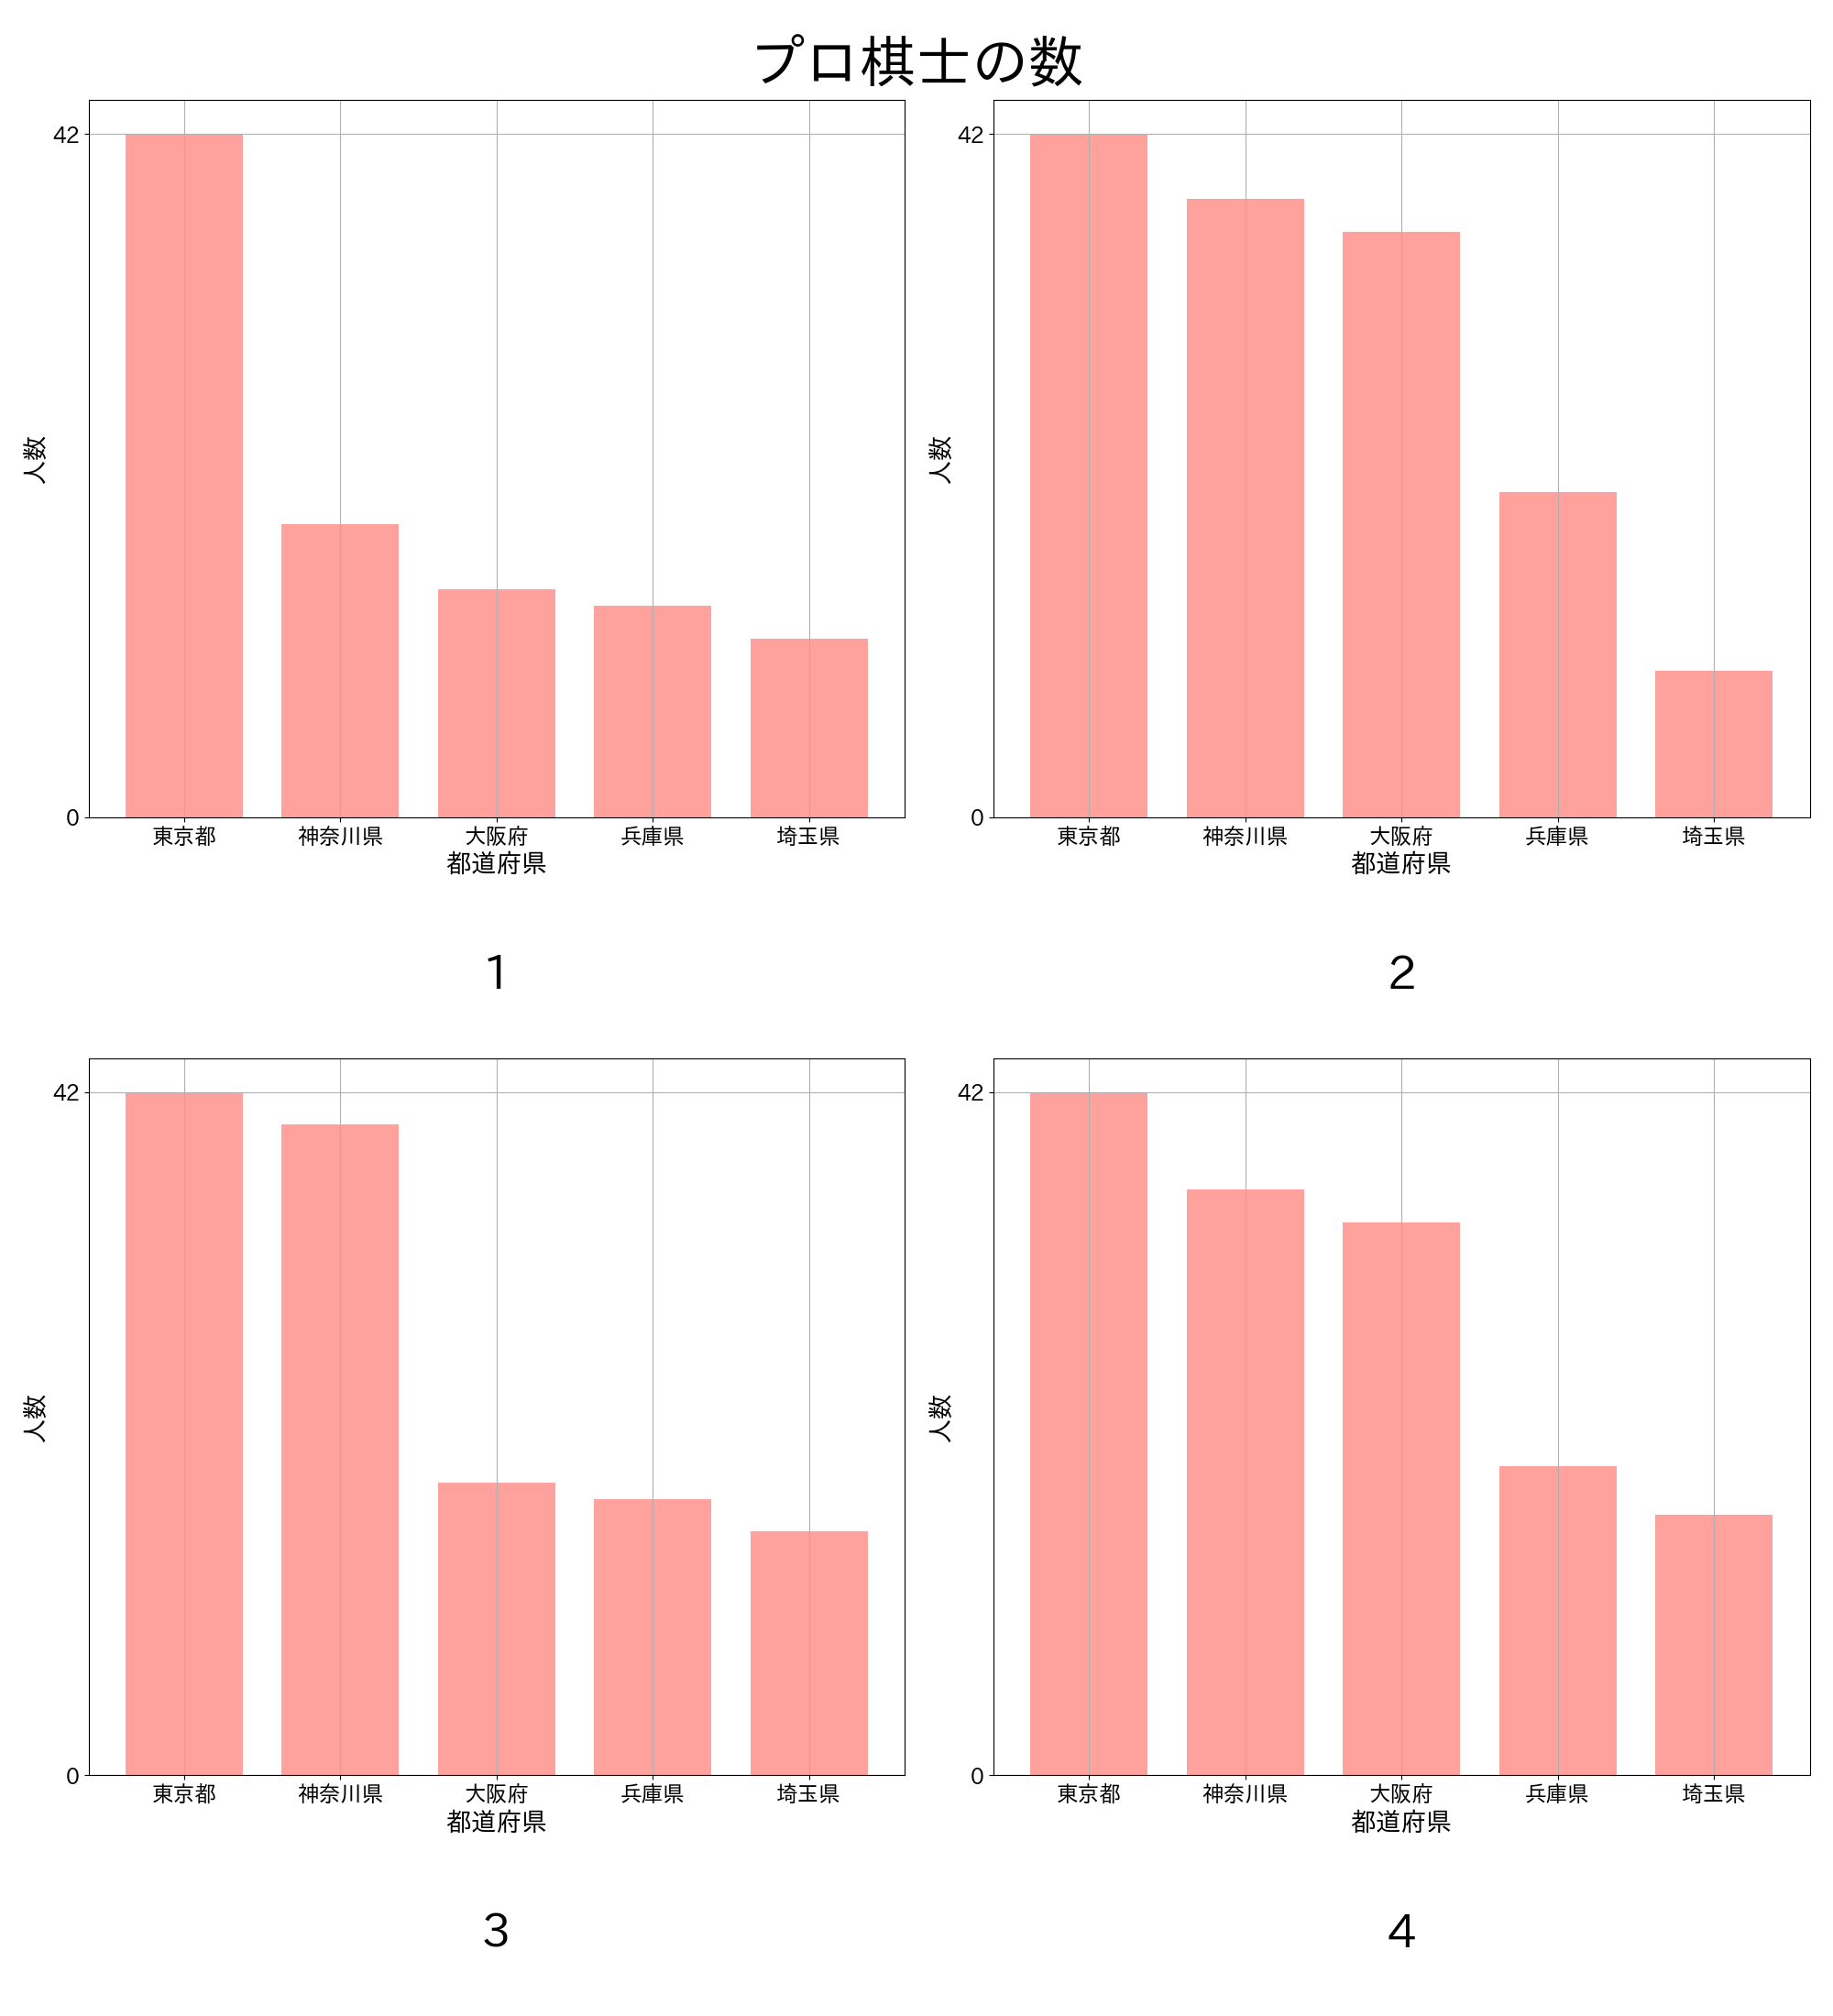 プロ棋士の数
42
0
人数
東京都 神奈川県 大阪府 兵庫県 埼玉県
都道府県
1
42
0
人数
東京都 神奈川県 大阪府 兵庫県 埼玉県
都道府県
2
42
0
人数
東京都 神奈川県 大阪府 兵庫県 埼玉県
都道府県
3
42
0
人数
東京都 神奈川県 大阪府 兵庫県 埼玉県
都道府県
4